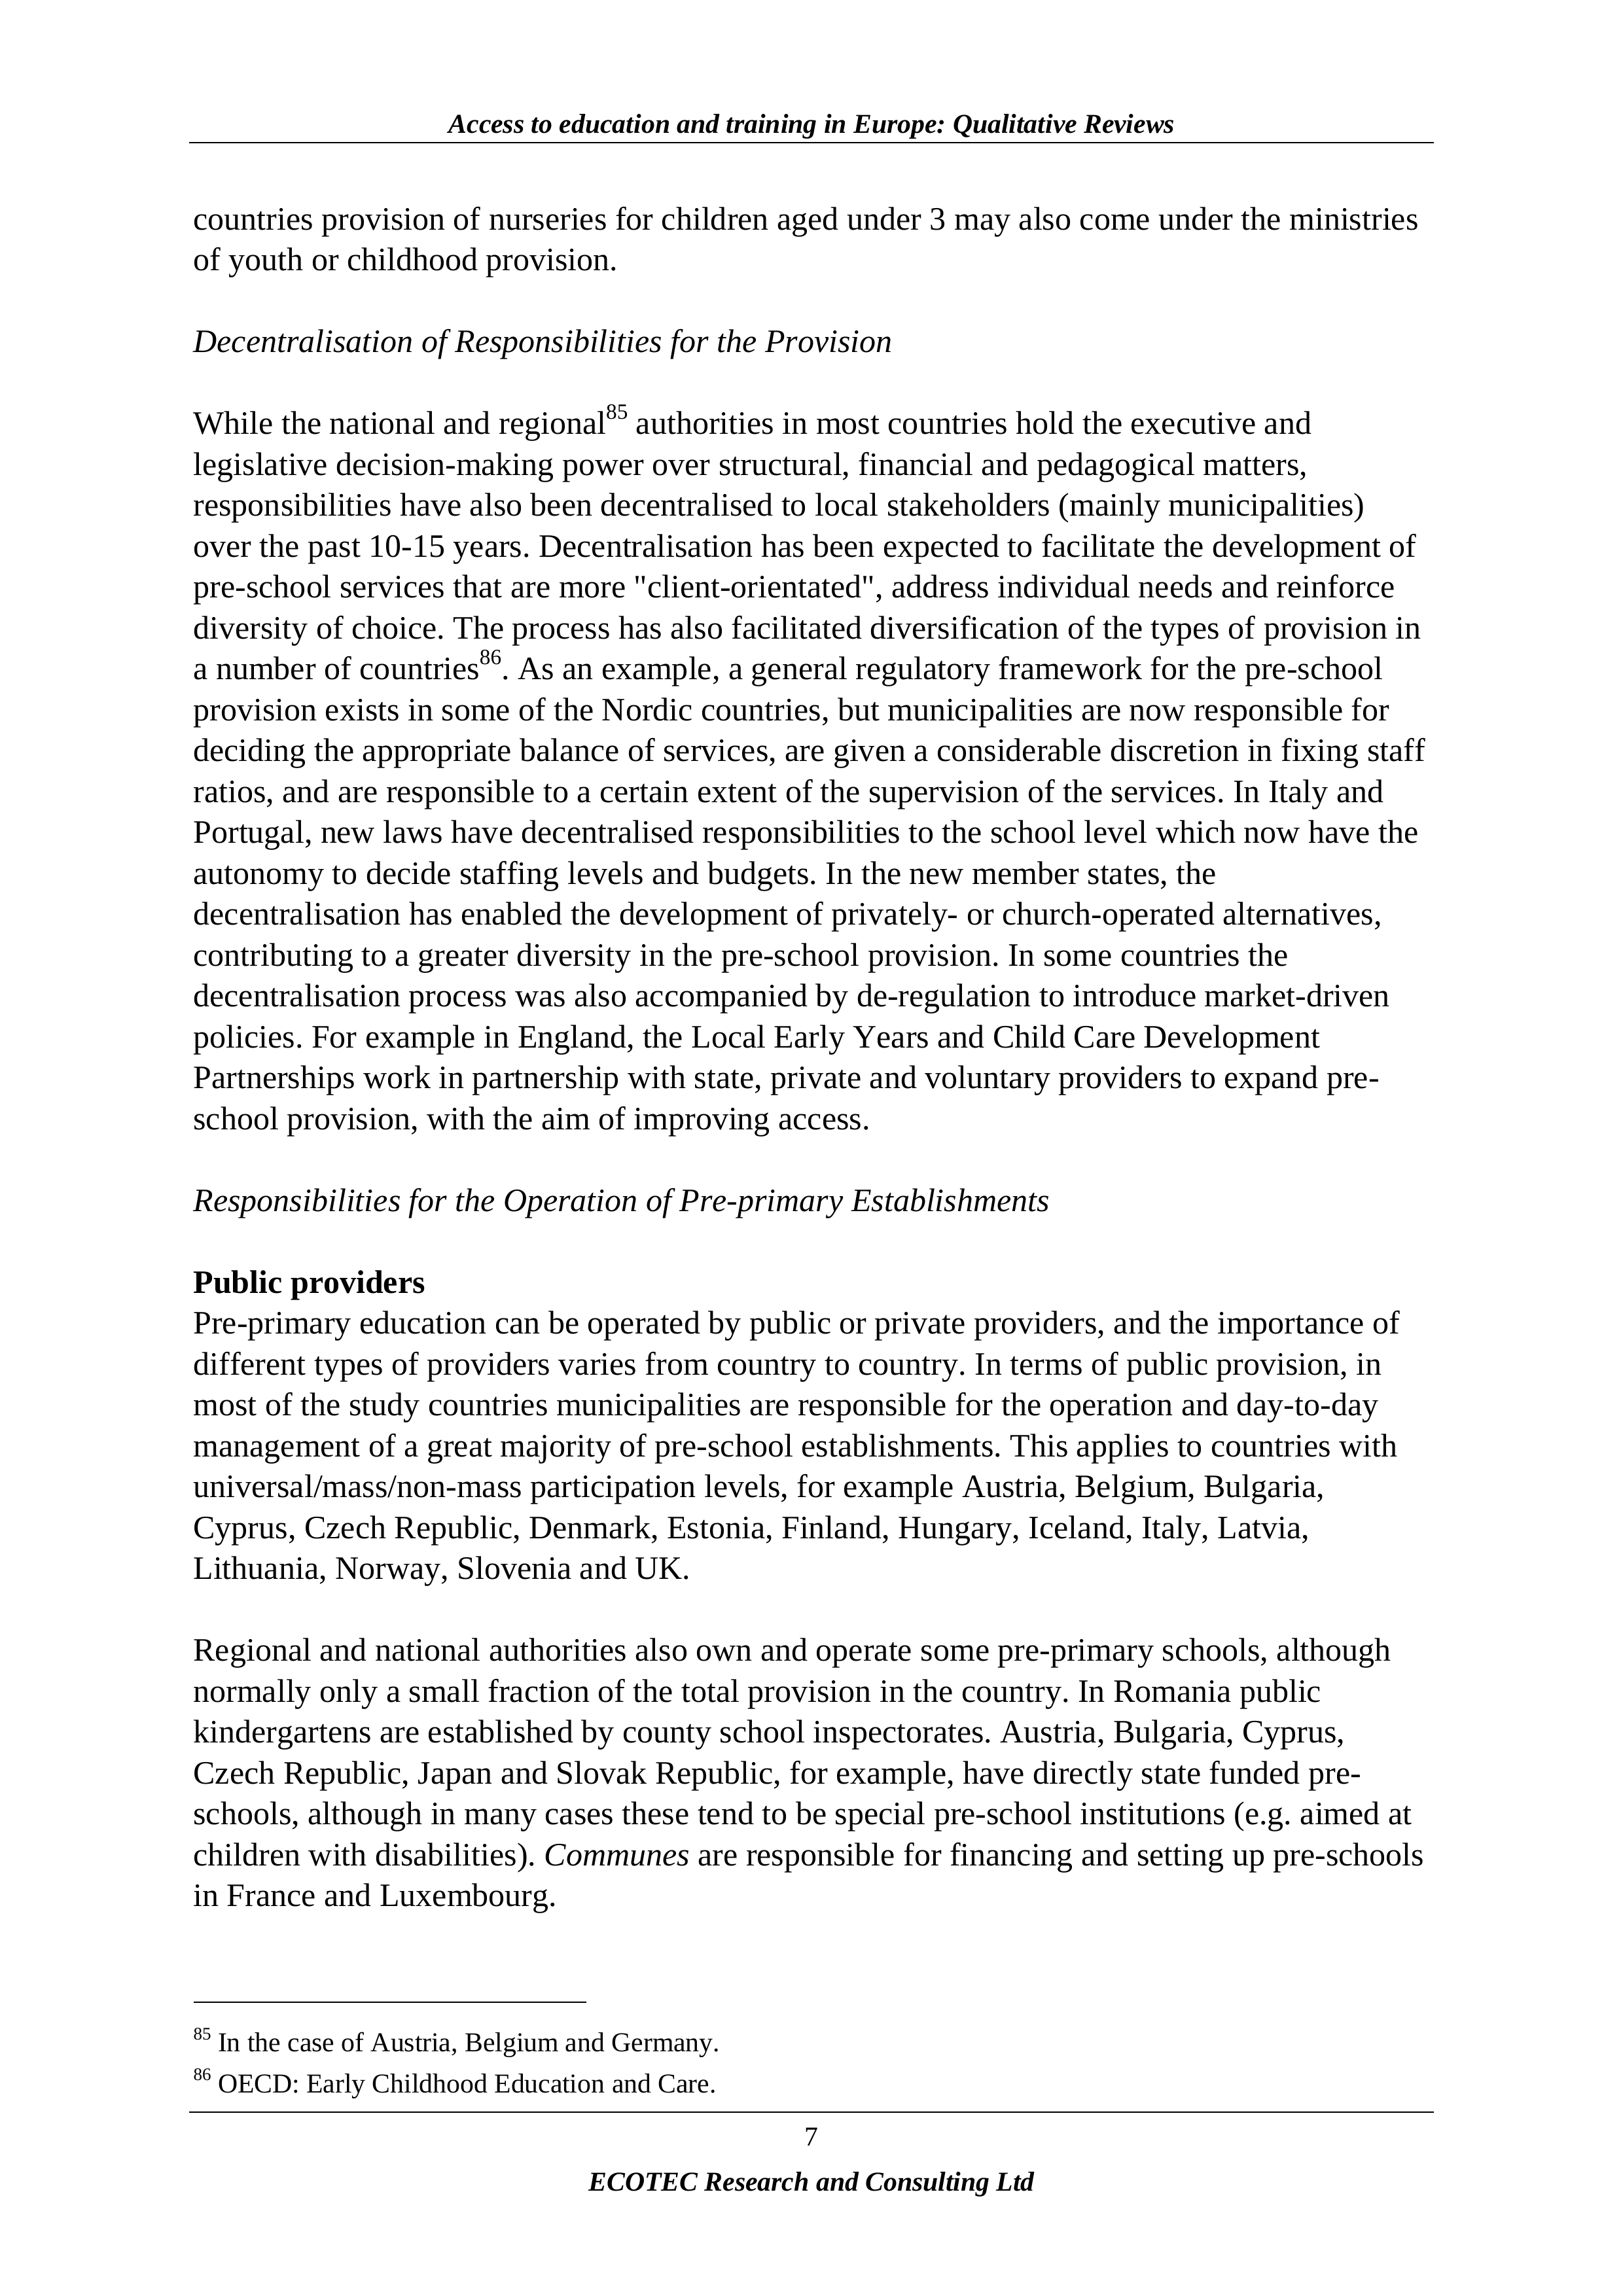 Access to education and training in Europe: Qualitative Reviews
countries provision of nurseries for children aged under 3 may also come under the ministries
of youth or childhood provision.
Decentralisation of Responsibilities for the Provision
While the national and regional85 authorities in most countries hold the executive and
legislative decision-making power over structural, financial and pedagogical matters,
responsibilities have also been decentralised to local stakeholders (mainly municipalities)
over the past 10-15 years. Decentralisation has been expected to facilitate the development of
pre-school services that are more "client-orientated", address individual needs and reinforce
diversity of choice. The process has also facilitated diversification of the types of provision in
a number of countries86. As an example, a general regulatory framework for the pre-school
provision exists in some of the Nordic countries, but municipalities are now responsible for
deciding the appropriate balance of services, are given a considerable discretion in fixing staff
ratios, and are responsible to a certain extent of the supervision of the services. In Italy and
Portugal, new laws have decentralised responsibilities to the school level which now have the
autonomy to decide staffing levels and budgets. In the new member states, the
decentralisation has enabled the development of privately- or church-operated alternatives,
contributing to a greater diversity in the pre-school provision. In some countries the
decentralisation process was also accompanied by de-regulation to introduce market-driven
policies. For example in England, the Local Early Years and Child Care Development
Partnerships work in partnership with state, private and voluntary providers to expand pre-
school provision, with the aim of improving access.
Responsibilities for the Operation of Pre-primary Establishments
Public providers
Pre-primary education can be operated by public or private providers, and the importance of
different types of providers varies from country to country. In terms of public provision, in
most of the study countries municipalities are responsible for the operation and day-to-day
management of a great majority of pre-school establishments. This applies to countries with
universal/mass/non-mass participation levels, for example Austria, Belgium, Bulgaria,
Cyprus, Czech Republic, Denmark, Estonia, Finland, Hungary, Iceland, Italy, Latvia,
Lithuania, Norway, Slovenia and UK.
Regional and national authorities also own and operate some pre-primary schools, although
normally only a small fraction of the total provision in the country. In Romania public
kindergartens are established by county school inspectorates. Austria, Bulgaria, Cyprus,
Czech Republic, Japan and Slovak Republic, for example, have directly state funded pre-
schools, although in many cases these tend to be special pre-school institutions (e.g. aimed at
children with disabilities). Communes are responsible for financing and setting up pre-schools
in France and Luxembourg.
85 In the case of Austria, Belgium and Germany.
86 OECD: Early Childhood Education and Care.
7
ECOTEC Research and Consulting Ltd